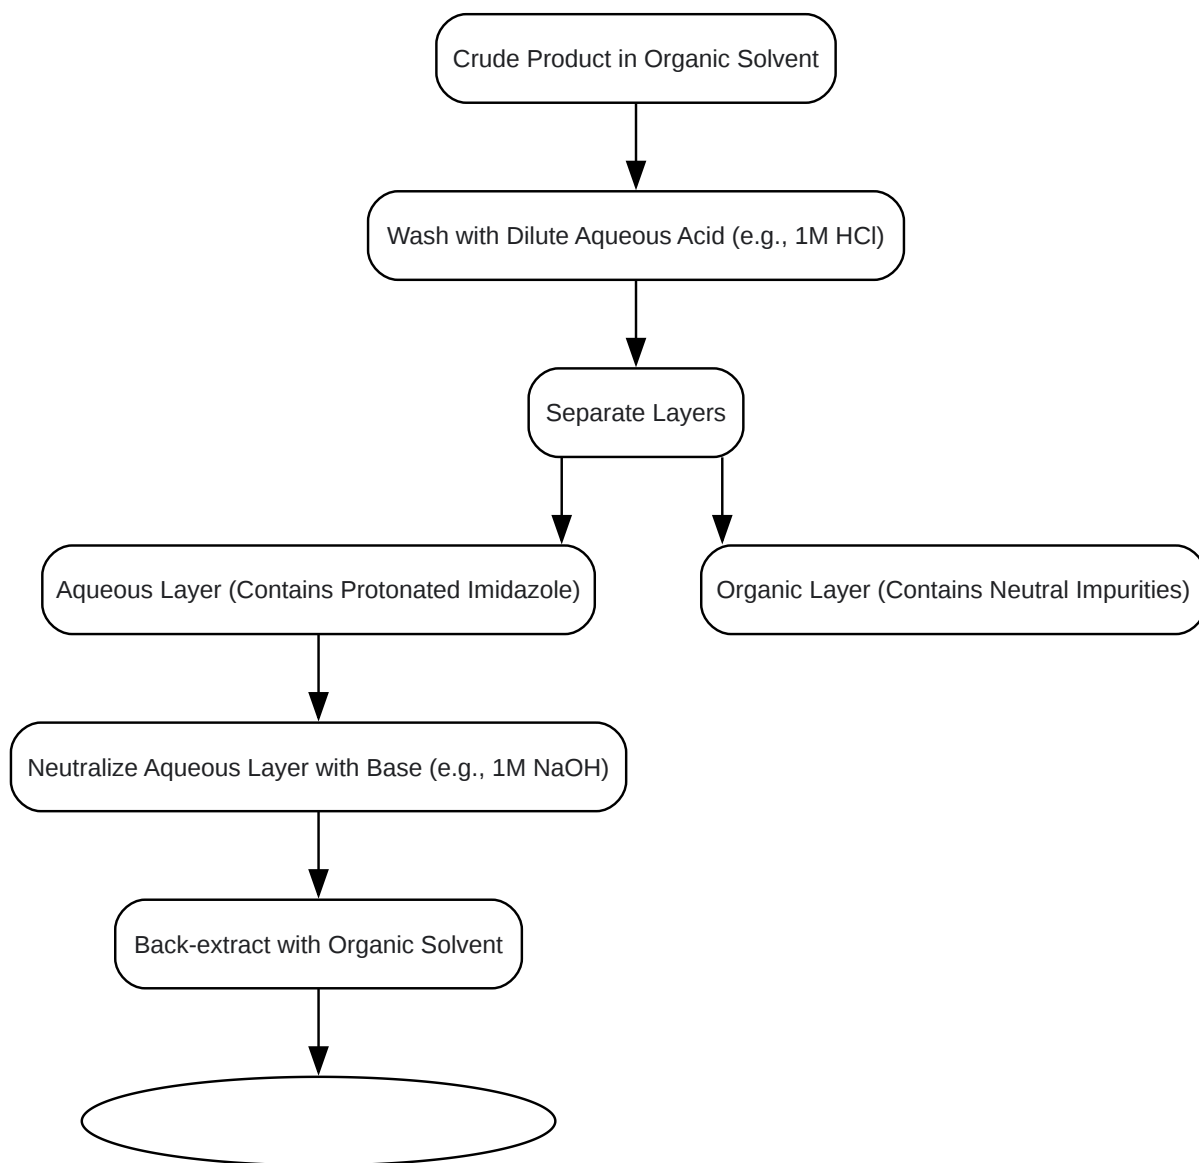 Crude Product in Organic Solvent
Wash with Dilute Aqueous Acid (e.g., 1M HCl)
Separate Layers
Aqueous Layer (Contains Protonated Imidazole)
Organic Layer (Contains Neutral Impurities)
Neutralize Aqueous Layer with Base (e.g., 1M NaOH)
Back-extract with Organic Solvent